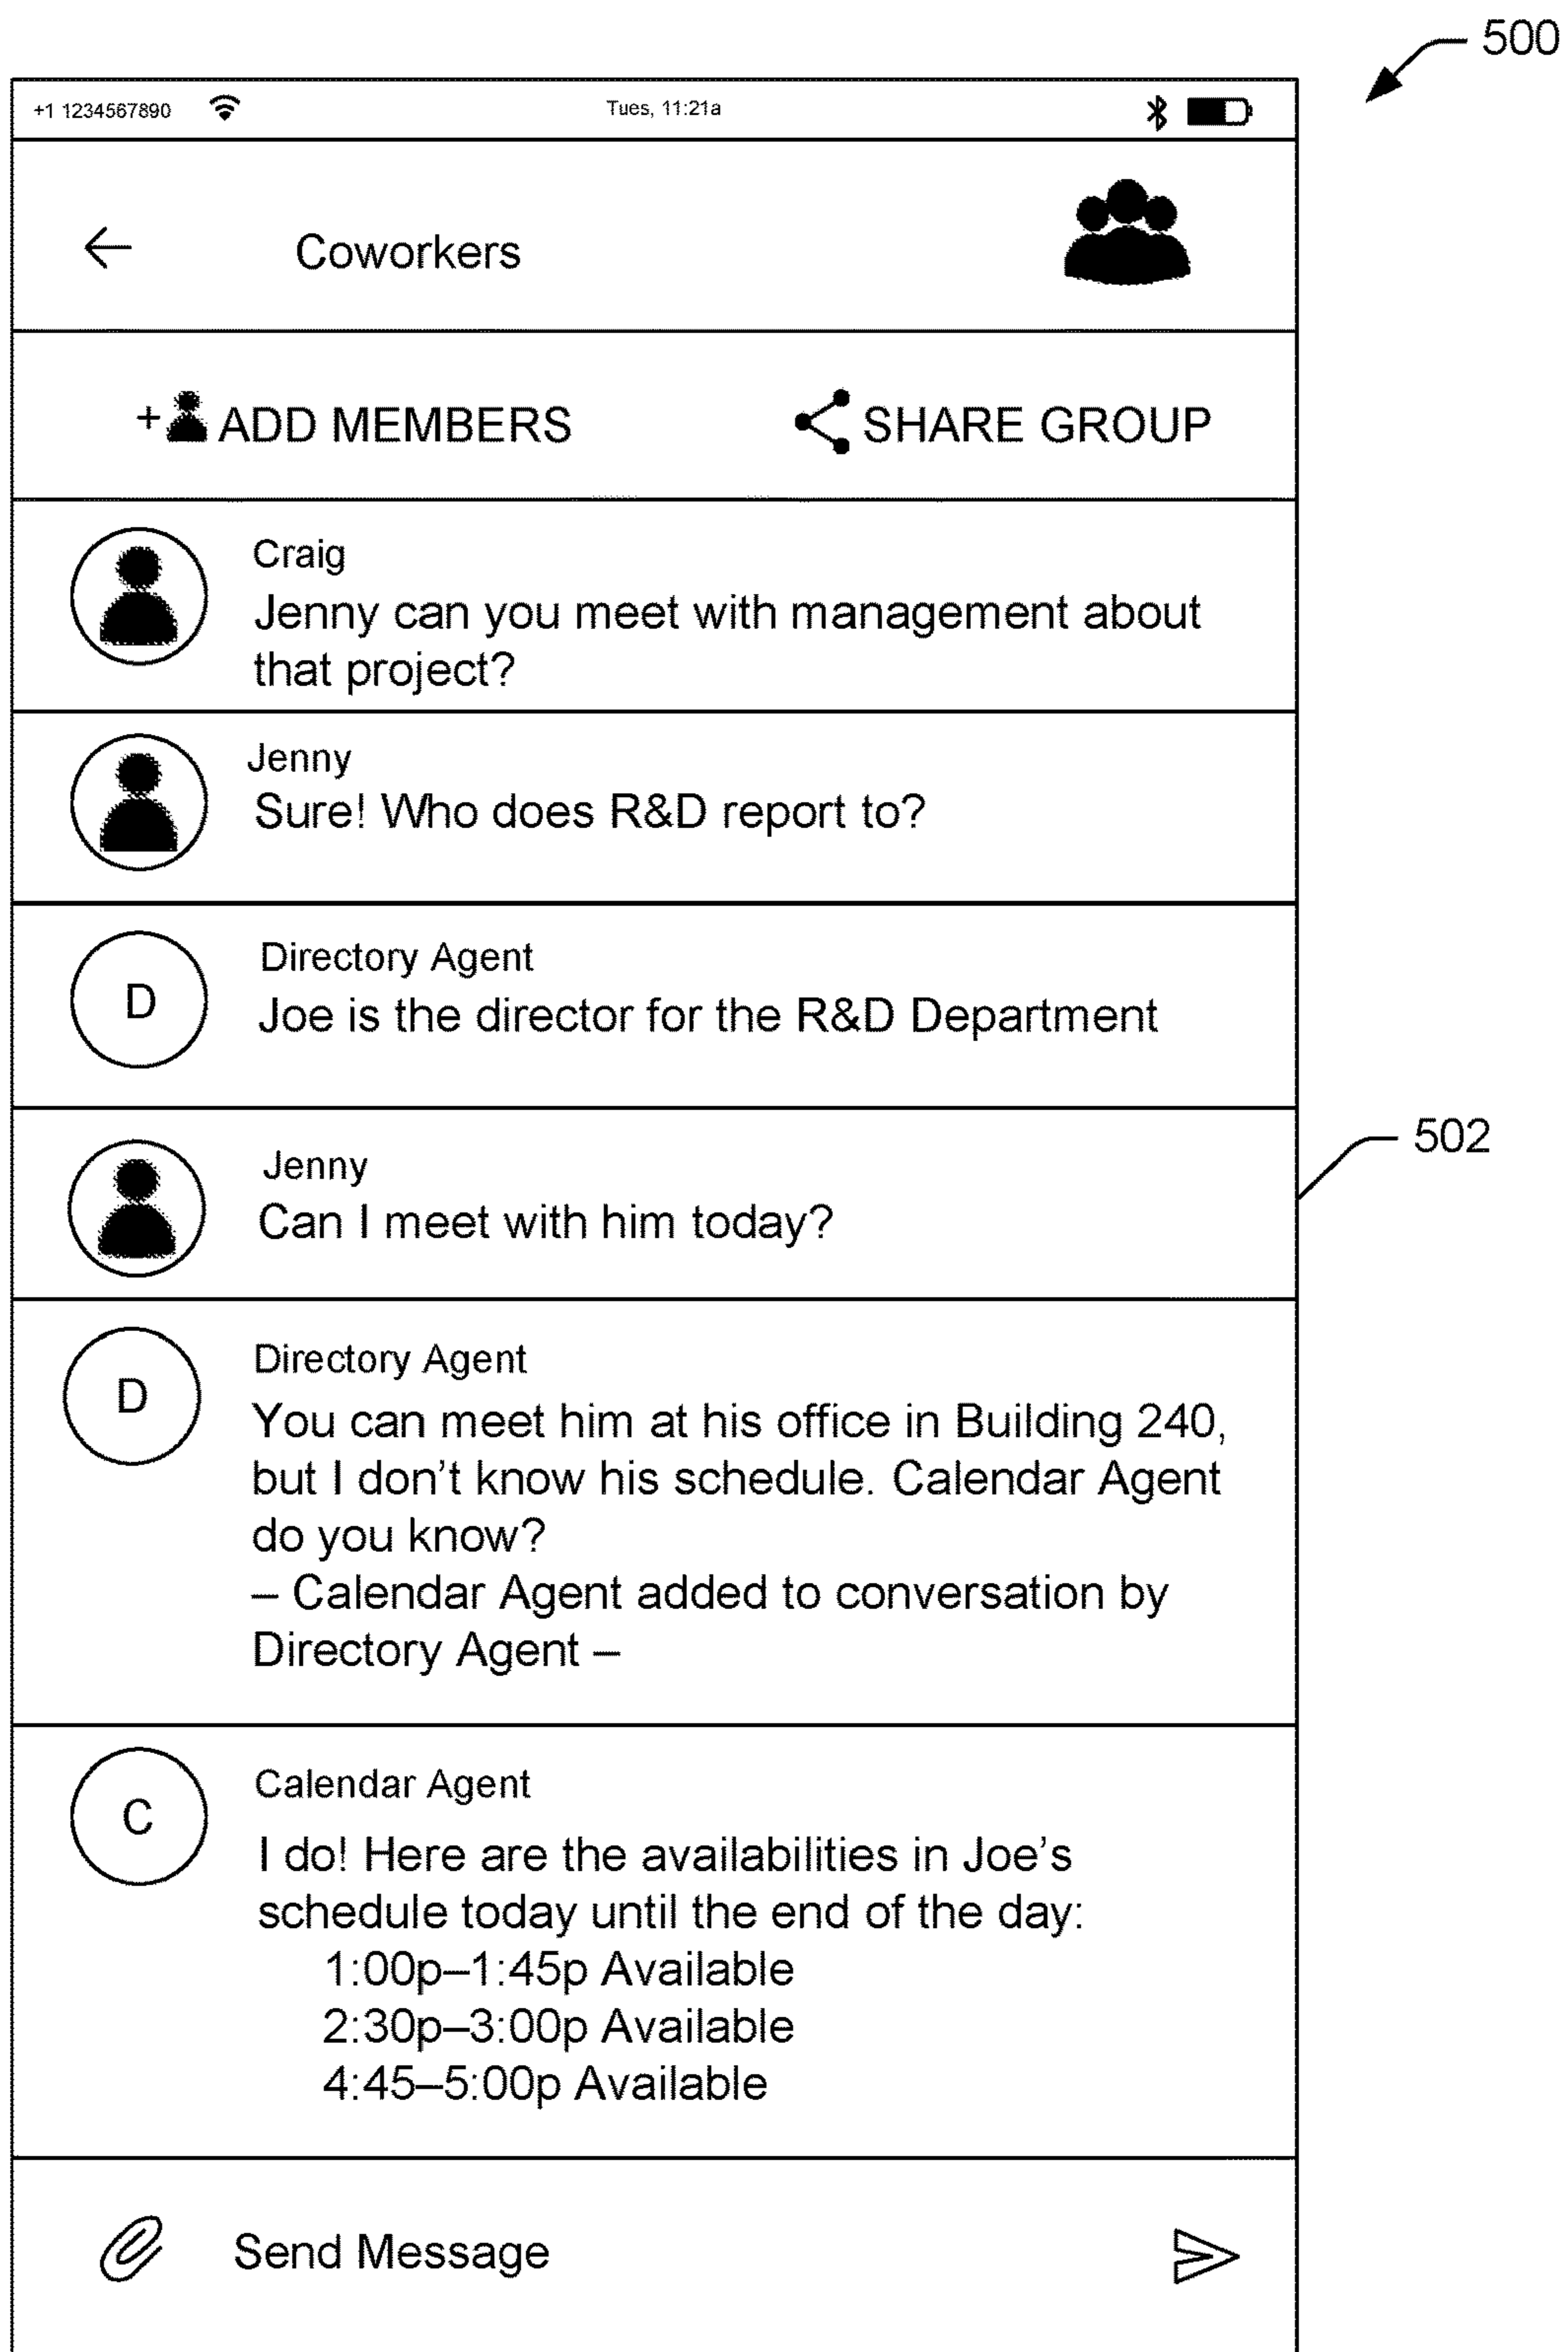 500
+1 1234567890 Tues, 11:21a
Coworkers
+ ADD MEMBERS SHARE GROUP
Craig
Jenny can you meet with management about
that project?
Jenny
Sure! Who does R&D report to?
D
Directory Agent
Joe is the director for the R&D Department
502
Jenny
Can I meet with him today?
D
Directory Agent
You can meet him at his office in Building 240,
but I don’t know his schedule. Calendar Agent
do you know?
– Calendar Agent added to conversation by
Directory Agent –
C
Calendar Agent
I do! Here are the availabilities in Joe’s
schedule today until the end of the day:
1:00p–1:45p Available
2:30p–3:00p Available
4:45–5:00p Available
Send Message